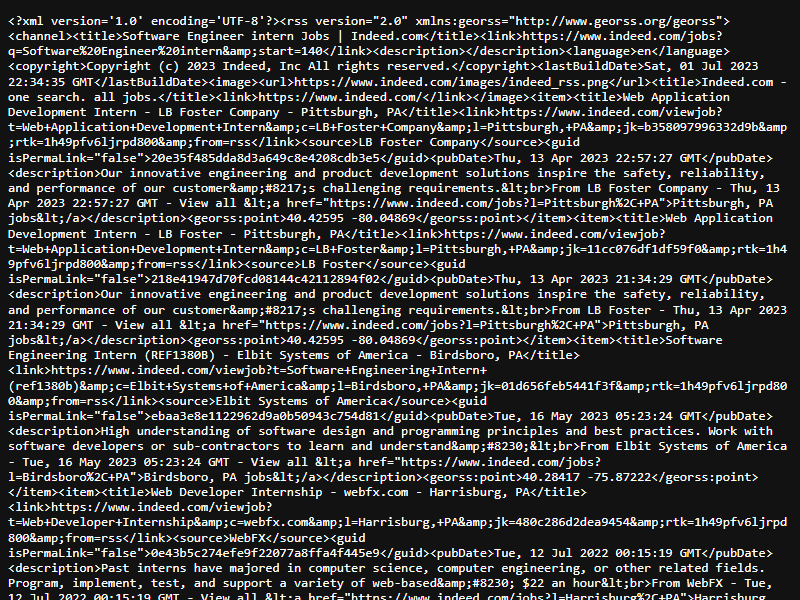 <?xml version='1.0' encoding='UTF-8'?><rss version="2.0" xmlns:georss="http://www.georss.org/georss">
<channel><title>Software Engineer intern Jobs | Indeed.com</title><link>https://www.indeed.com/jobs?
q=Software%20Engineer%20intern&amp;start=140</link><description></description><language>en</language>
<copyright>Copyright (c) 2023 Indeed, Inc All rights reserved.</copyright><lastBuildDate>Sat, 01 Jul 2023
22:34:35 GMT</lastBuildDate><image><url>https://www.indeed.com/images/indeed_rss.png</url><title>Indeed.com -
one search. all jobs.</title><link>https://www.indeed.com/</link></image><item><title>Web Application
Development Intern - LB Foster Company - Pittsburgh, PA</title><link>https://www.indeed.com/viewjob?
t=Web+Application+Development+Intern&amp;c=LB+Foster+Company&amp;l=Pittsburgh,+PA&amp;jk=b358097996332d9b&amp
;rtk=1h49pfv6ljrpd800&amp;from=rss</link><source>LB Foster Company</source><guid
isPermaLink="false">20e35f485dda8d3a649c8e4208cdb3e5</guid><pubDate>Thu, 13 Apr 2023 22:57:27 GMT</pubDate>
<description>Our innovative engineering and product development solutions inspire the safety, reliability,
and performance of our customer&amp;#8217;s challenging requirements.&lt;br>From LB Foster Company - Thu, 13
Apr 2023 22:57:27 GMT - View all &lt;a href="https://www.indeed.com/jobs?l=Pittsburgh%2C+PA">Pittsburgh, PA
jobs&lt;/a></description><georss:point>40.42595 -80.04869</georss:point></item><item><title>Web Application
Development Intern - LB Foster - Pittsburgh, PA</title><link>https://www.indeed.com/viewjob?
t=Web+Application+Development+Intern&amp;c=LB+Foster&amp;l=Pittsburgh,+PA&amp;jk=11cc076df1df59f0&amp;rtk=1h4
9pfv6ljrpd800&amp;from=rss</link><source>LB Foster</source><guid
isPermaLink="false">218e41947d70fcd08144c42112894f02</guid><pubDate>Thu, 13 Apr 2023 21:34:29 GMT</pubDate>
<description>Our innovative engineering and product development solutions inspire the safety, reliability,
and performance of our customer&amp;#8217;s challenging requirements.&lt;br>From LB Foster - Thu, 13 Apr 2023
21:34:29 GMT - View all &lt;a href="https://www.indeed.com/jobs?l=Pittsburgh%2C+PA">Pittsburgh, PA
jobs&lt;/a></description><georss:point>40.42595 -80.04869</georss:point></item><item><title>Software
Engineering Intern (REF1380B) - Elbit Systems of America - Birdsboro, PA</title>
<link>https://www.indeed.com/viewjob?t=Software+Engineering+Intern+
(ref1380b)&amp;c=Elbit+Systems+of+America&amp;l=Birdsboro,+PA&amp;jk=01d656feb5441f3f&amp;rtk=1h49pfv6ljrpd80
0&amp;from=rss</link><source>Elbit Systems of America</source><guid
isPermaLink="false">ebaa3e8e1122962d9a0b50943c754d81</guid><pubDate>Tue, 16 May 2023 05:23:24 GMT</pubDate>
<description>High understanding of software design and programming principles and best practices. Work with
software developers or sub-contractors to learn and understand&amp;#8230;&lt;br>From Elbit Systems of America
- Tue, 16 May 2023 05:23:24 GMT - View all &lt;a href="https://www.indeed.com/jobs?
l=Birdsboro%2C+PA">Birdsboro, PA jobs&lt;/a></description><georss:point>40.28417 -75.87222</georss:point>
</item><item><title>Web Developer Internship - webfx.com - Harrisburg, PA</title>
<link>https://www.indeed.com/viewjob?
t=Web+Developer+Internship&amp;c=webfx.com&amp;l=Harrisburg,+PA&amp;jk=480c286d2dea9454&amp;rtk=1h49pfv6ljrpd
800&amp;from=rss</link><source>WebFX</source><guid
isPermaLink="false">0e43b5c274efe9f22077a8ffa4f445e9</guid><pubDate>Tue, 12 Jul 2022 00:15:19 GMT</pubDate>
<description>Past interns have majored in computer science, computer engineering, or other related fields.
Program, implement, test, and support a variety of web-based&amp;#8230; $22 an hour&lt;br>From WebFX - Tue,
12 Jul 2022 00:15:19 GMT - View all &lt;a href="https://www.indeed.com/jobs?l=Harrisburg%2C+PA">Harrisburg,